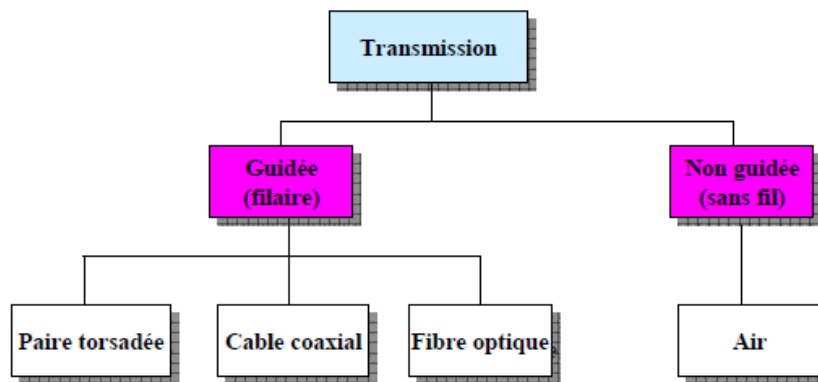 Transmission
Guidée
(filaire)
Non guidée
(sans fil)
Paire torsadée
Cable coaxial
Fibre optique
Air